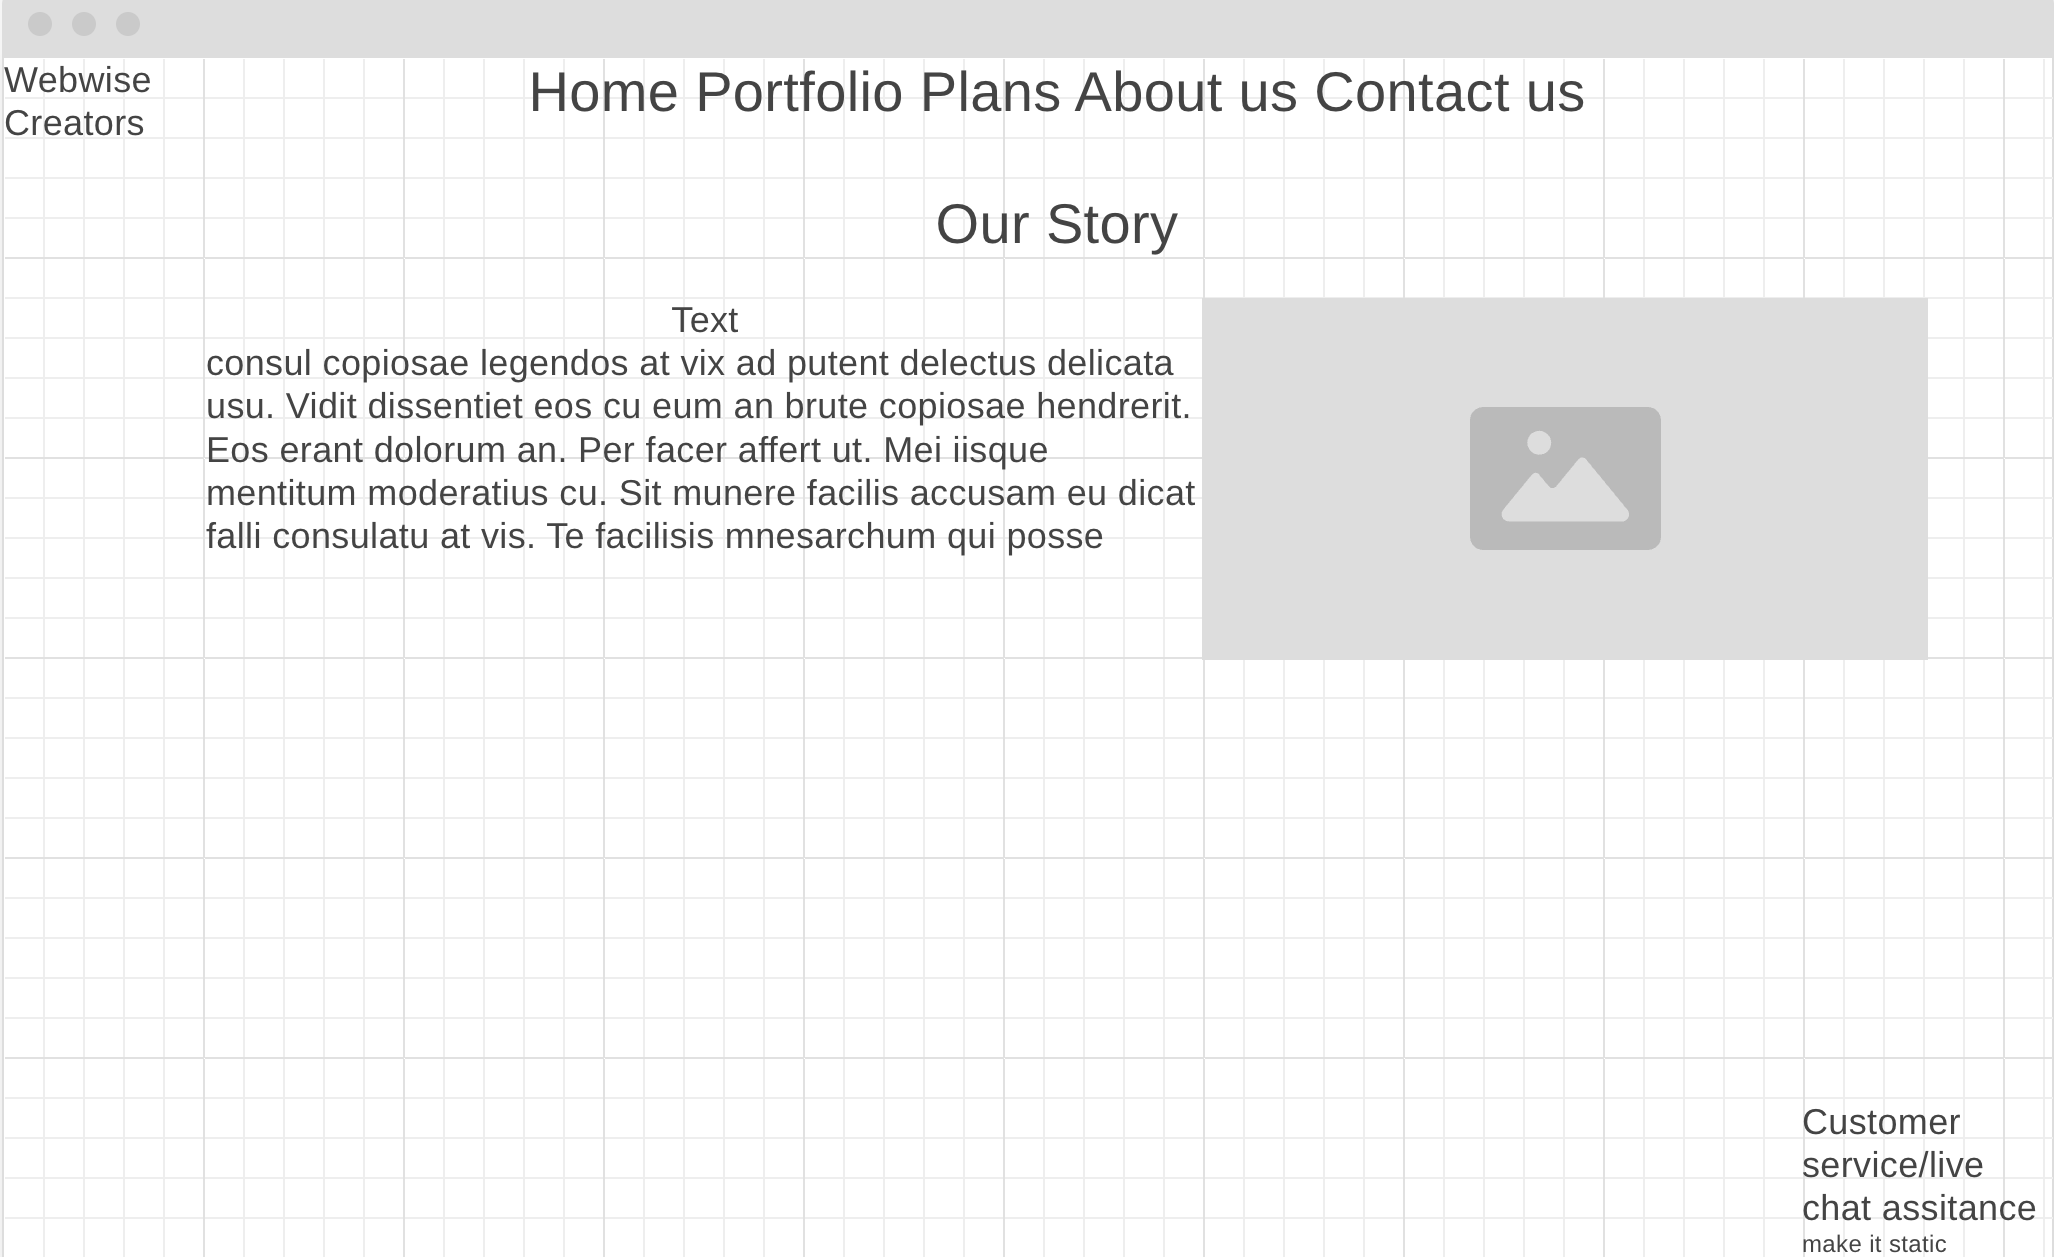 Webwise
Creators
Home Portfolio Plans About us Contact us
Our Story
Text
consul copiosae legendos at vix ad putent delectus delicata
usu. Vidit dissentiet eos cu eum an brute copiosae hendrerit.
Eos erant dolorum an. Per facer affert ut. Mei iisque
mentitum moderatius cu. Sit munere facilis accusam eu dicat
falli consulatu at vis. Te facilisis mnesarchum qui posse
Customer
service/live
chat assitance
make it static